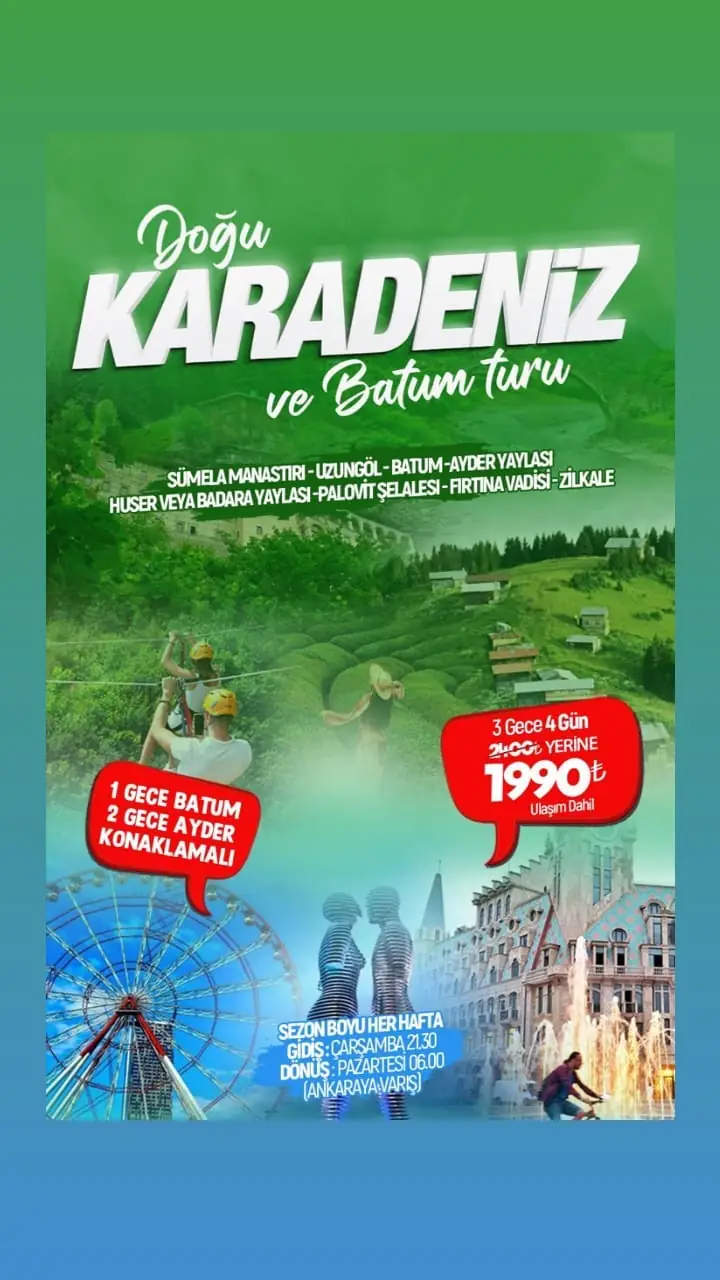 Doğu
KARADENiZ
ve Batum turu
SÜMELA MANASTIRI - UZUNGÖL - BATUM -AYDER YAYLASI
HUSER VEYA BADARA YAYLASI -PALOVİT ŞELALESI - FIRTINA VADİSİ - ZİLKALE
3 Gece 4 Gün
2400₺ YERİNE
1990₺
Ulaşım Dahil
1 GECE BATUM
2 GECE AYDER
KONAKLAMALI
SEZON BOYU HER HAFTA
GİDİŞ : ÇARŞAMBA 21.30
DÖNÜŞ : PAZARTESİ 06.00
(ANKARAYA VARIŞ)